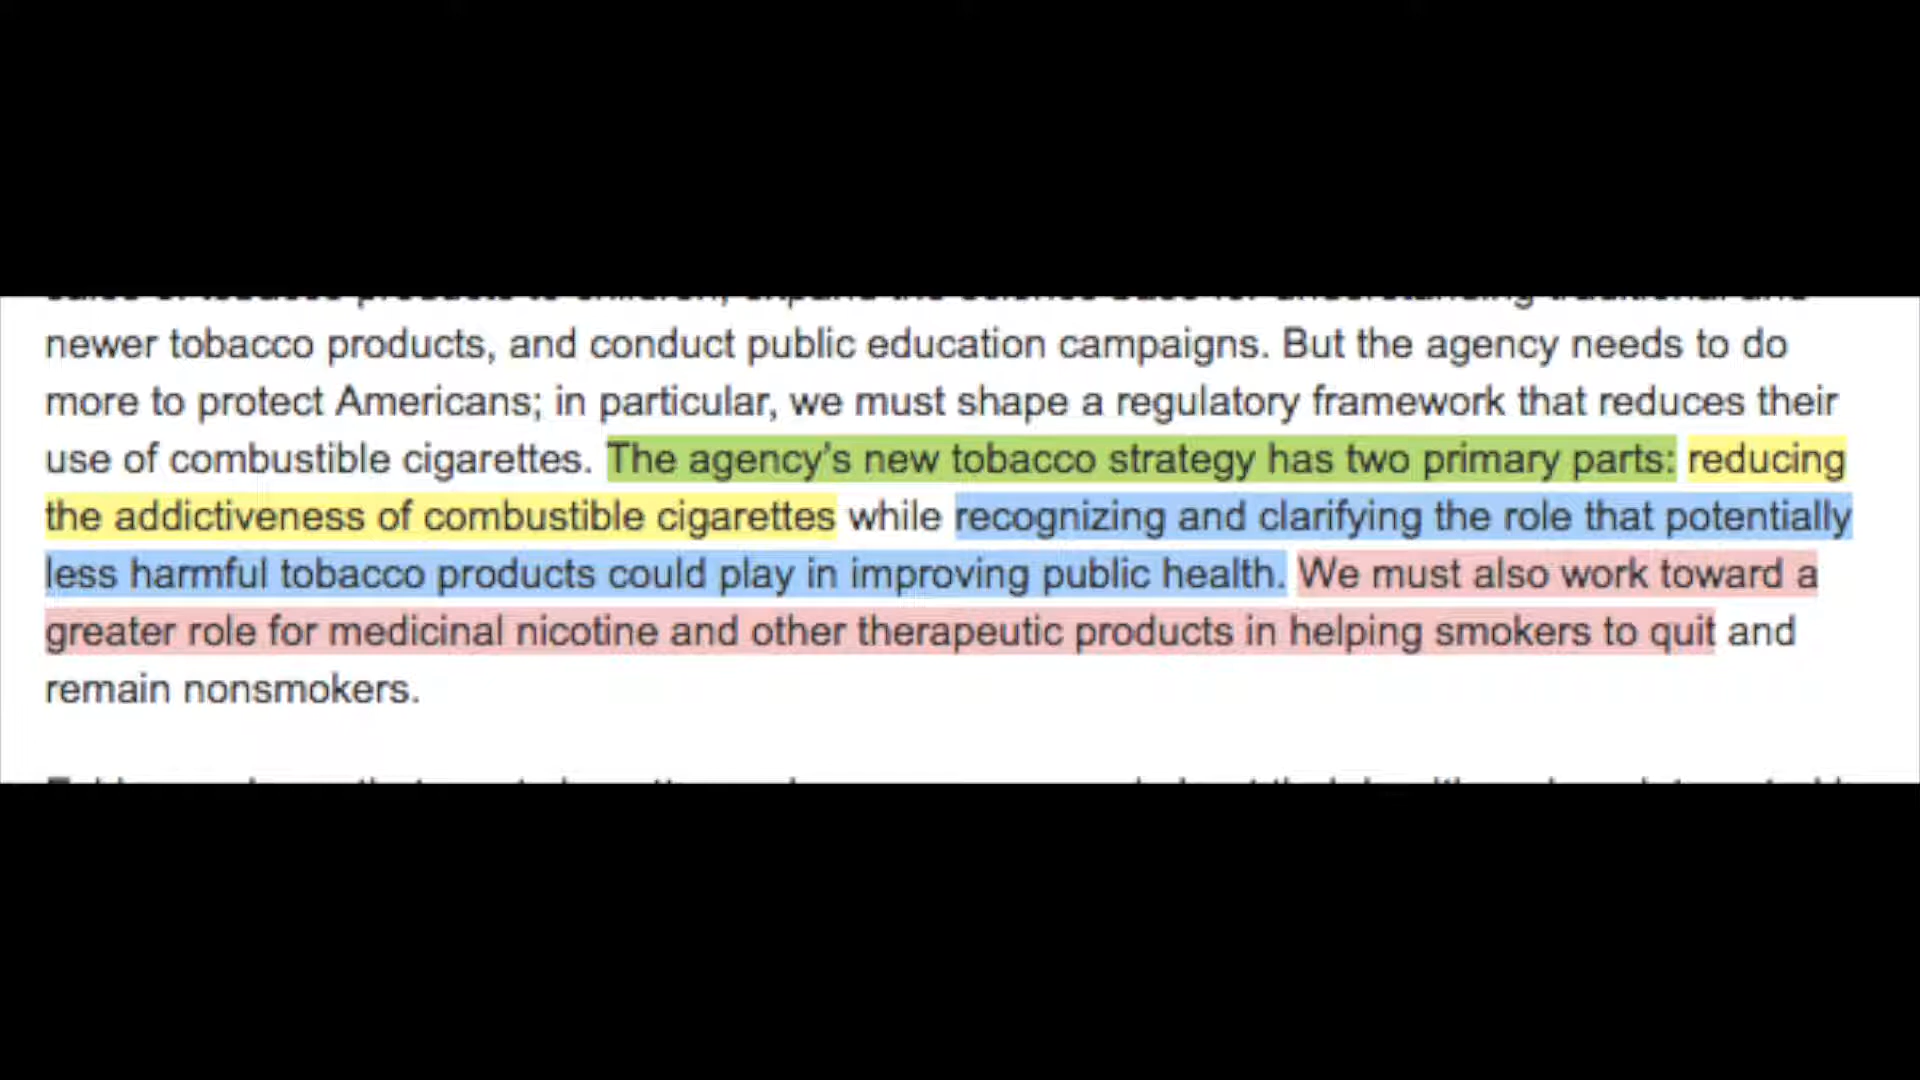 newer tobacco products, and conduct public education campaigns. But the agency needs to do
more to protect Americans; in particular, we must shape a regulatory framework that reduces their
use of combustible cigarettes. The agency's new tobacco strategy has two primary parts: reducing
the addictiveness of combustible cigarettes while recognizing and clarifying the role that potentially
less harmful tobacco products could play in improving public health. We must also work toward a
greater role for medicinal nicotine and other therapeutic products in helping smokers to quit and
remain nonsmokers.